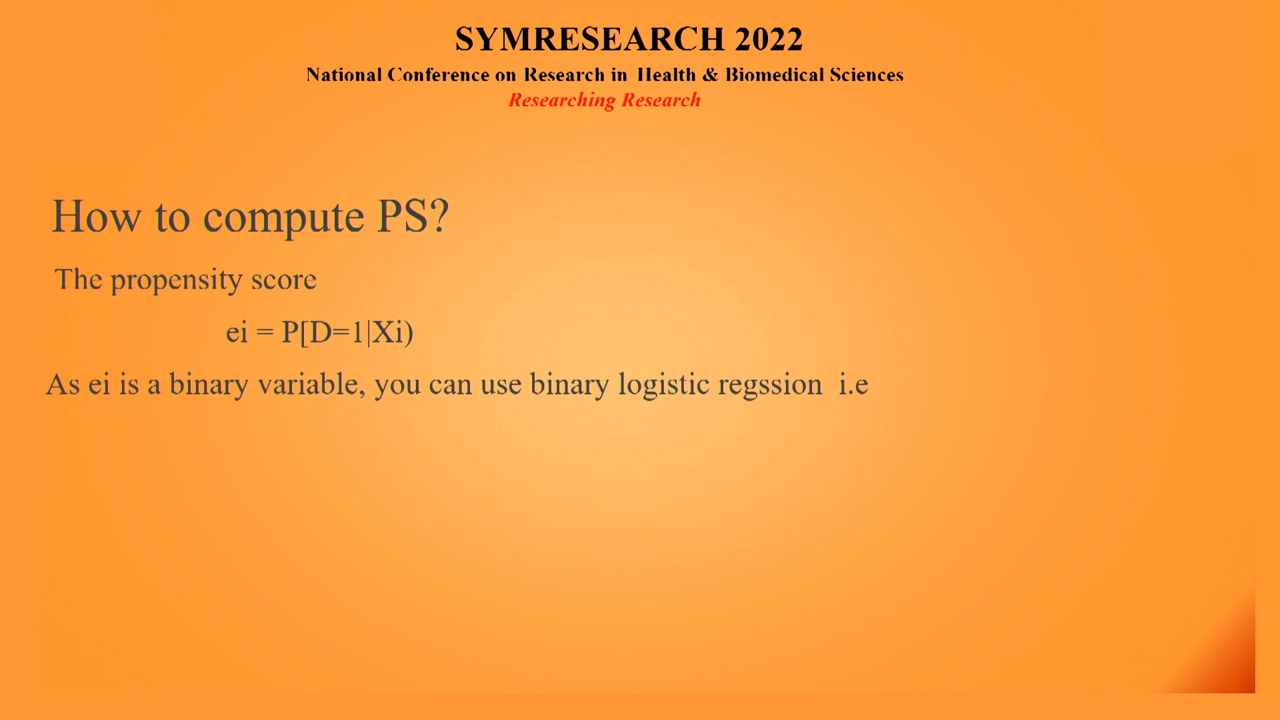 SYMRESEARCH 2022
National Conference on Research in Health & Biomedical Sciences
Researching Research
How to compute PS?
The propensity score
ei = P[D=1|Xi)
As ei is a binary variable, you can use binary logistic regssion i.e